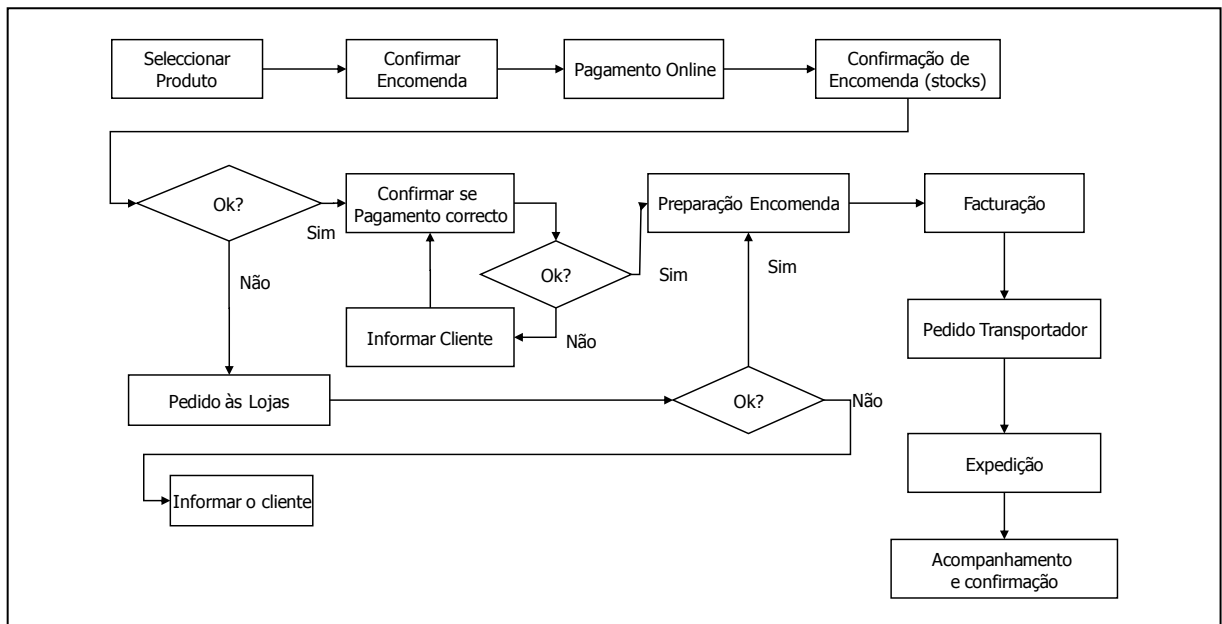 Seleccionar
Produto
Confirmar
Encomenda
Pagamento Online
Confirmação de
Encomenda (stocks)
Ok?
Sim
Não
Confirmar se
Pagamento correcto
Ok?
Sim
Não
Informar Cliente
Preparação Encomenda
Sim
Facturação
Pedido Transportador
Pedido às Lojas
Ok?
Não
Expedição
Informar o cliente
Acompanhamento
e confirmação